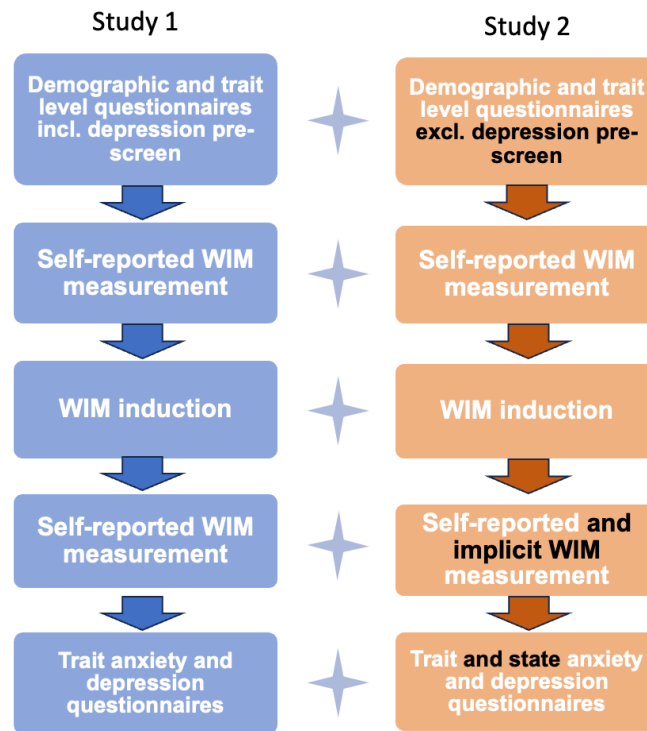 Study 1
Demographic and trait
level questionnaires
incl. depression pre-
screen
Self-reported WIM
measurement
WIM induction
Self-reported WIM
measurement
Trait anxiety and
depression
questionnaires
Study 2
Demographic and trait
level questionnaires
excl. depression pre-
screen
Self-reported WIM
measurement
WIM induction
Self-reported and
implicit WIM
measurement
Trait and state anxiety
and depression
questionnaires